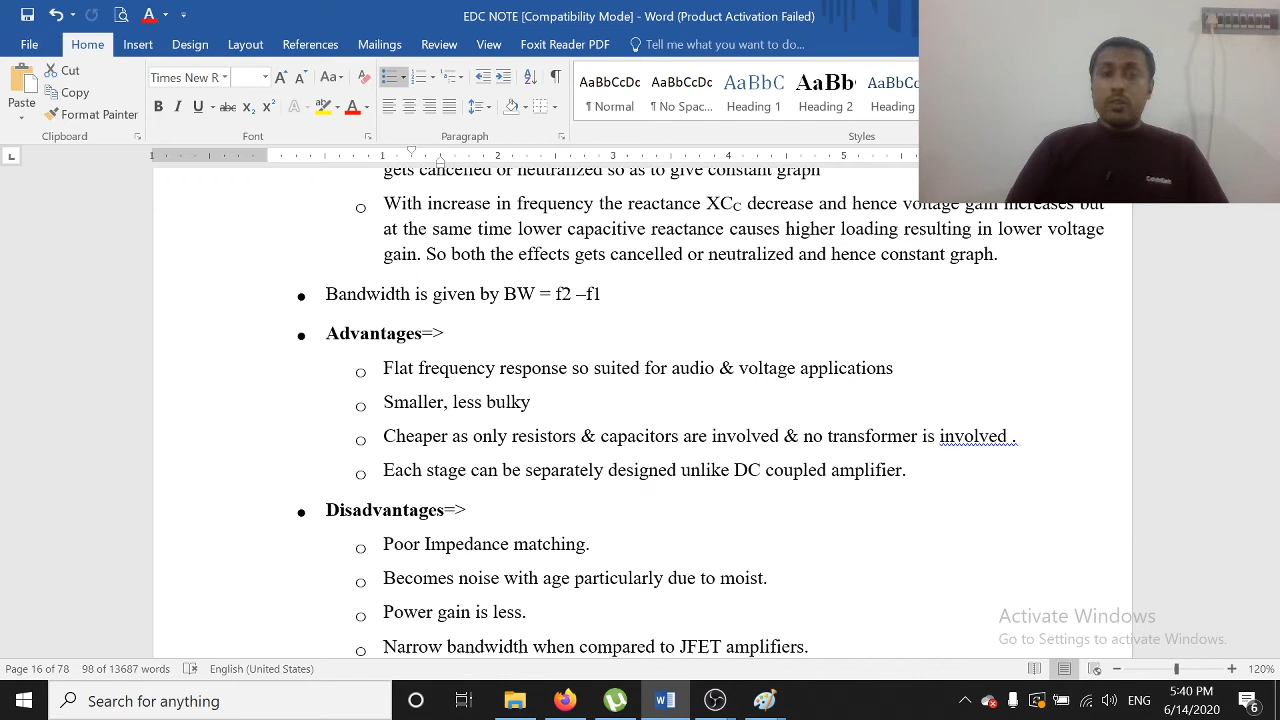 EDC NOTE [Compatibility Mode] - Word (Product Activation Failed)
File Home Insert Design Layout References Mailings Review View Foxit Reader PDF Tell me what you want to do...
Paste Cut Copy Format Painter
Times New R
AaBbCcDc AaBbCcDc AaBbC AaBb AaBbCc
¶ Normal ¶ No Spac... Heading 1 Heading 2 Heading
Clipboard Font Paragraph Styles
1 1 2 3 4 5
gets cancelled or neutralized so as to give constant graph
With increase in frequency the reactance XCC decrease and hence voltage gain increases but
at the same time lower capacitive reactance causes higher loading resulting in lower voltage
gain. So both the effects gets cancelled or neutralized and hence constant graph.
Bandwidth is given by BW = f2 –f1
Advantages=>
Flat frequency response so suited for audio & voltage applications
Smaller, less bulky
Cheaper as only resistors & capacitors are involved & no transformer is involved .
Each stage can be separately designed unlike DC coupled amplifier.
Disadvantages=>
Poor Impedance matching.
Becomes noise with age particularly due to moist.
Power gain is less.
Narrow bandwidth when compared to JFET amplifiers.
Activate Windows
Go to Settings to activate Windows.
Page 16 of 78 98 of 13687 words English (United States) 120%
Search for anything
ENG
5:40 PM
6/14/2020
6